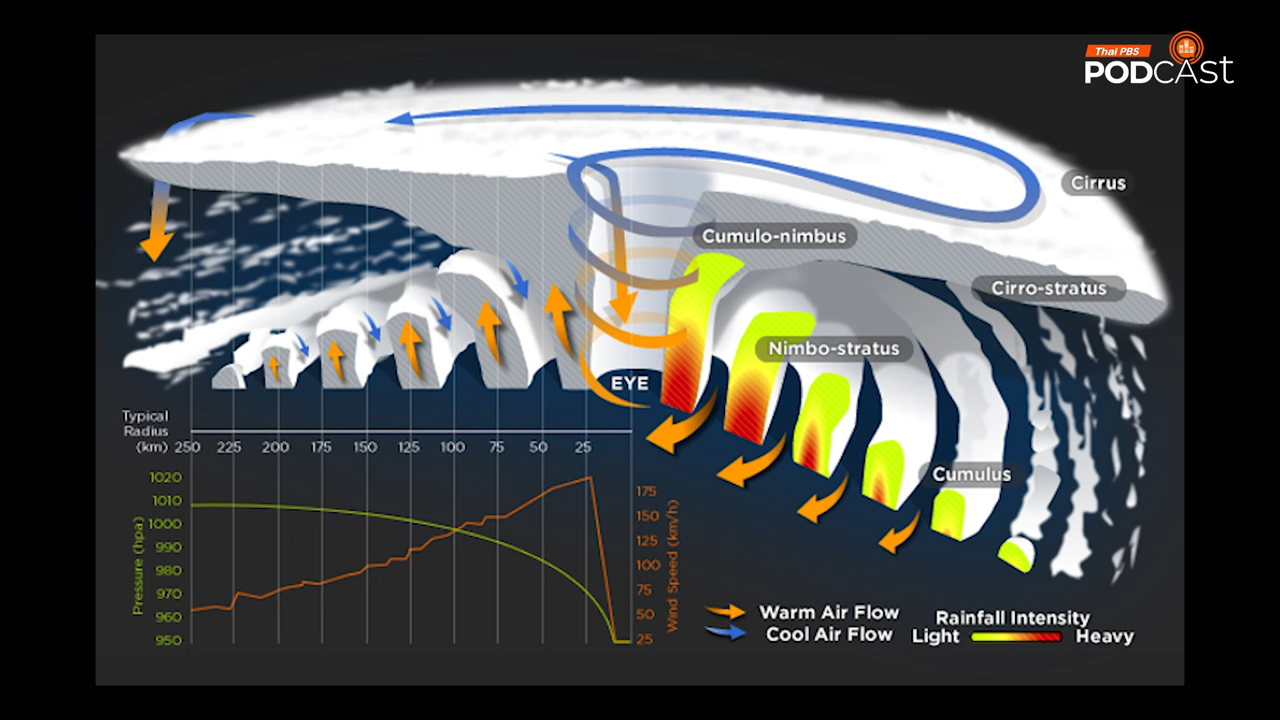 Thai PBS
PODCASt
Cirrus
Cumulo-nimbus
Cirro-stratus
Nimbo-stratus
EYE
Cumulus
Typical
Radius
(km) 250 225 200 175 150 125 100 75 50 25
Pressure (hpa)
1020
1010
1000
990
980
970
960
950
175
150
125
100
75
50
25
Wind Speed (km/h)
Warm Air Flow
Cool Air Flow
Rainfall Intensity
Light Heavy